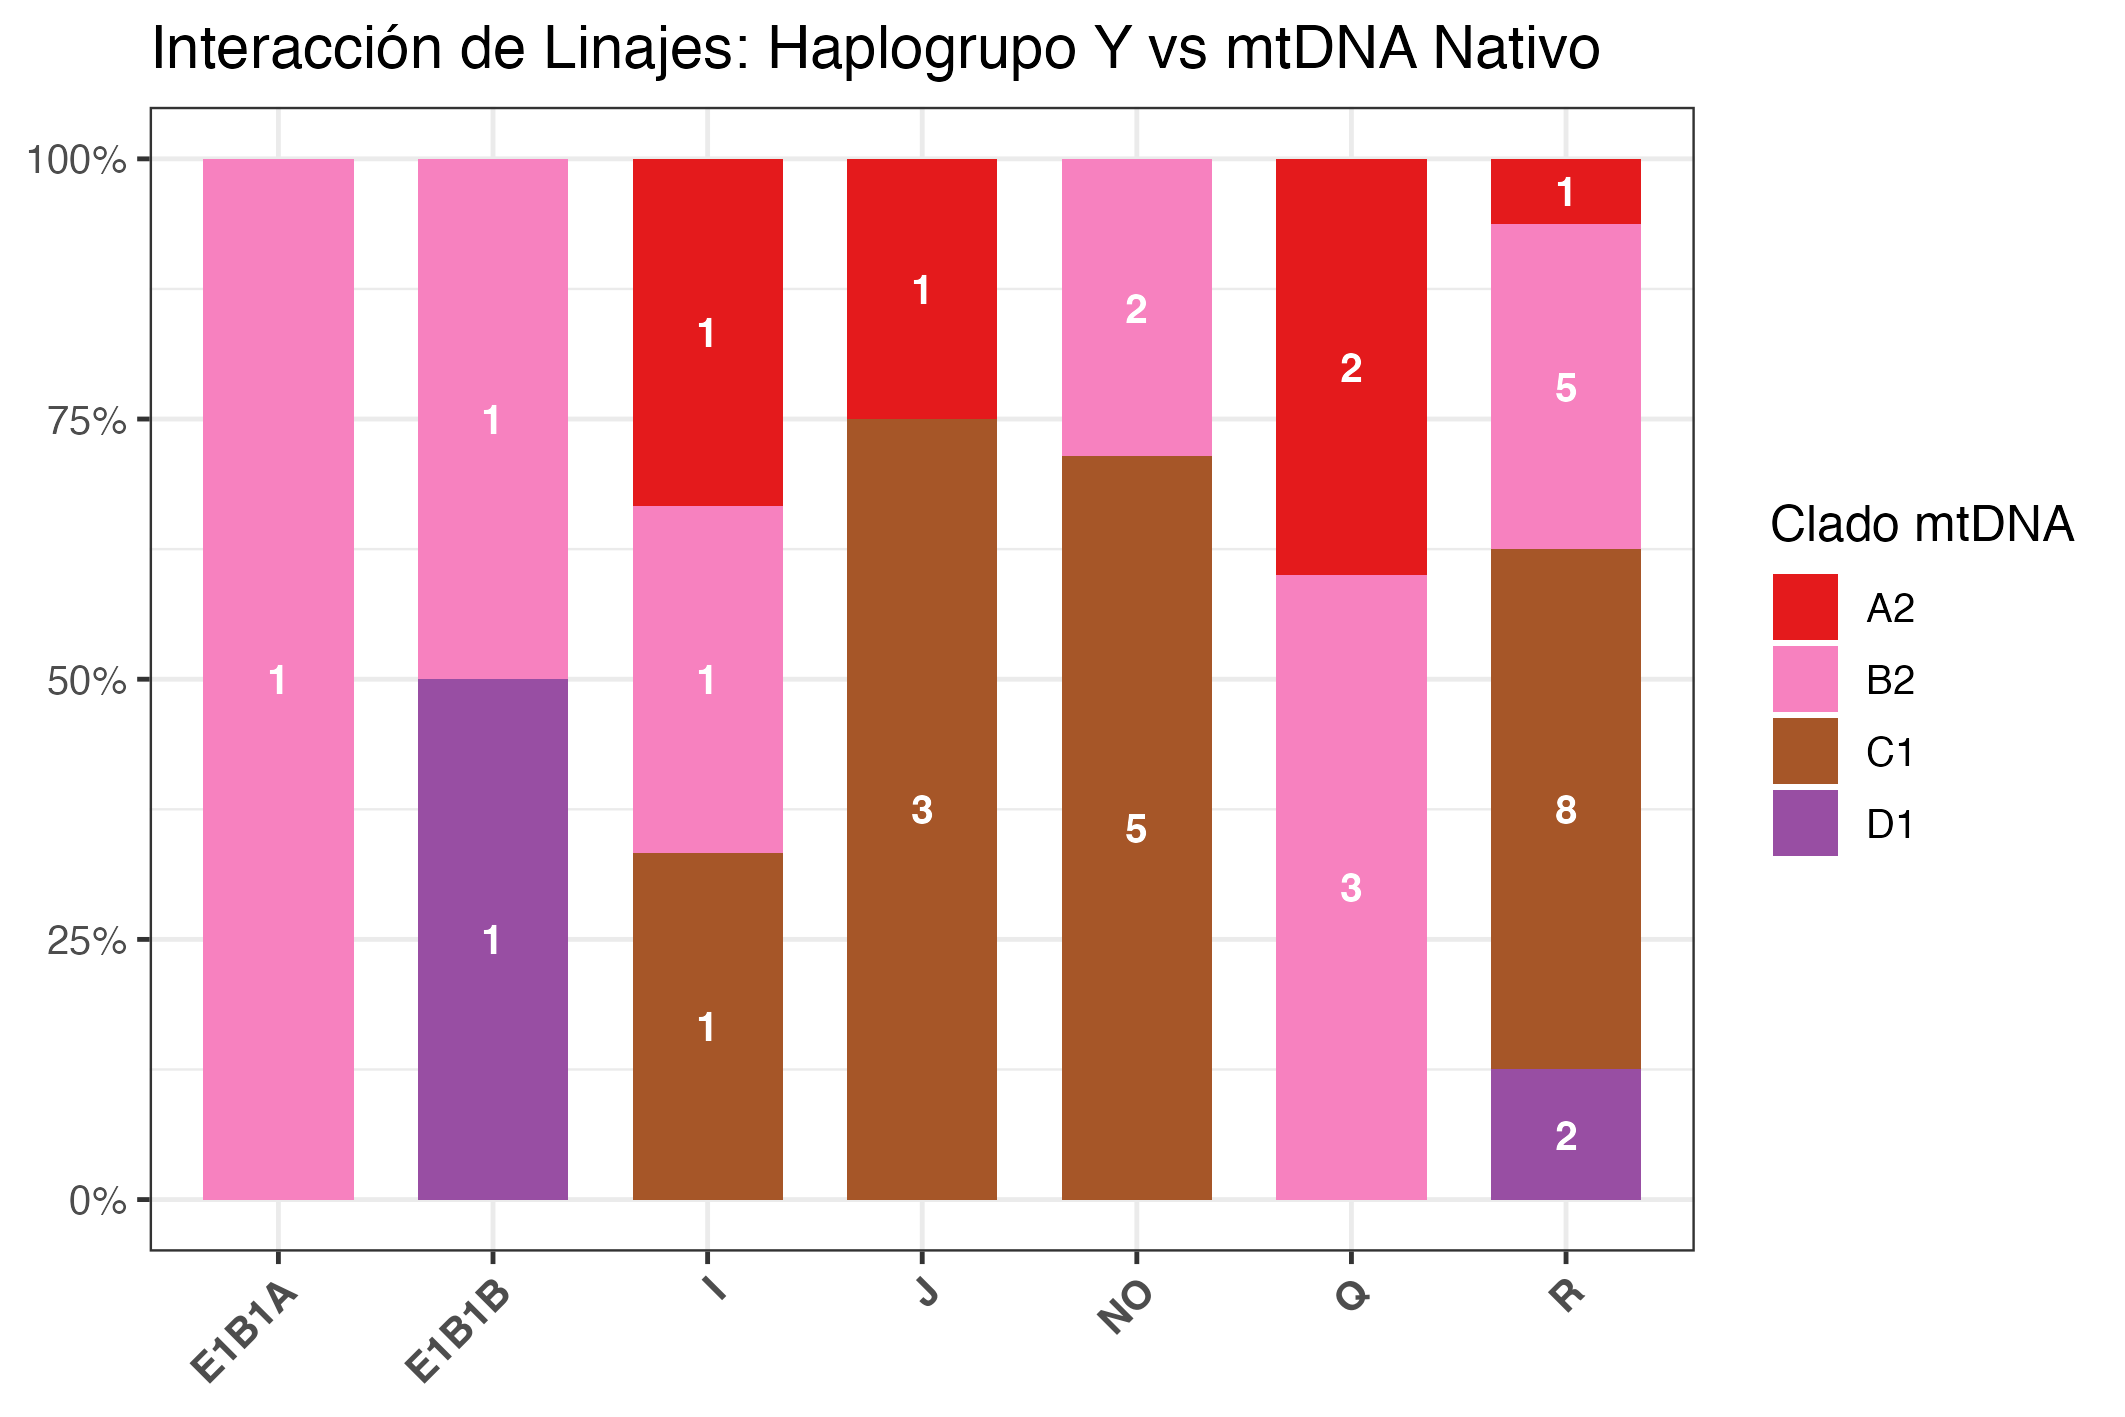 Interacción de Linajes: Haplogrupo Y vs mtDNA Nativo
100%
75%
50%
25%
0%
1
1
1
1
1
1
1
3
2
5
2
3
1
5
8
2
E1B1A
E1B1B
I
J
NO
Q
R
Clado mtDNA
A2
B2
C1
D1